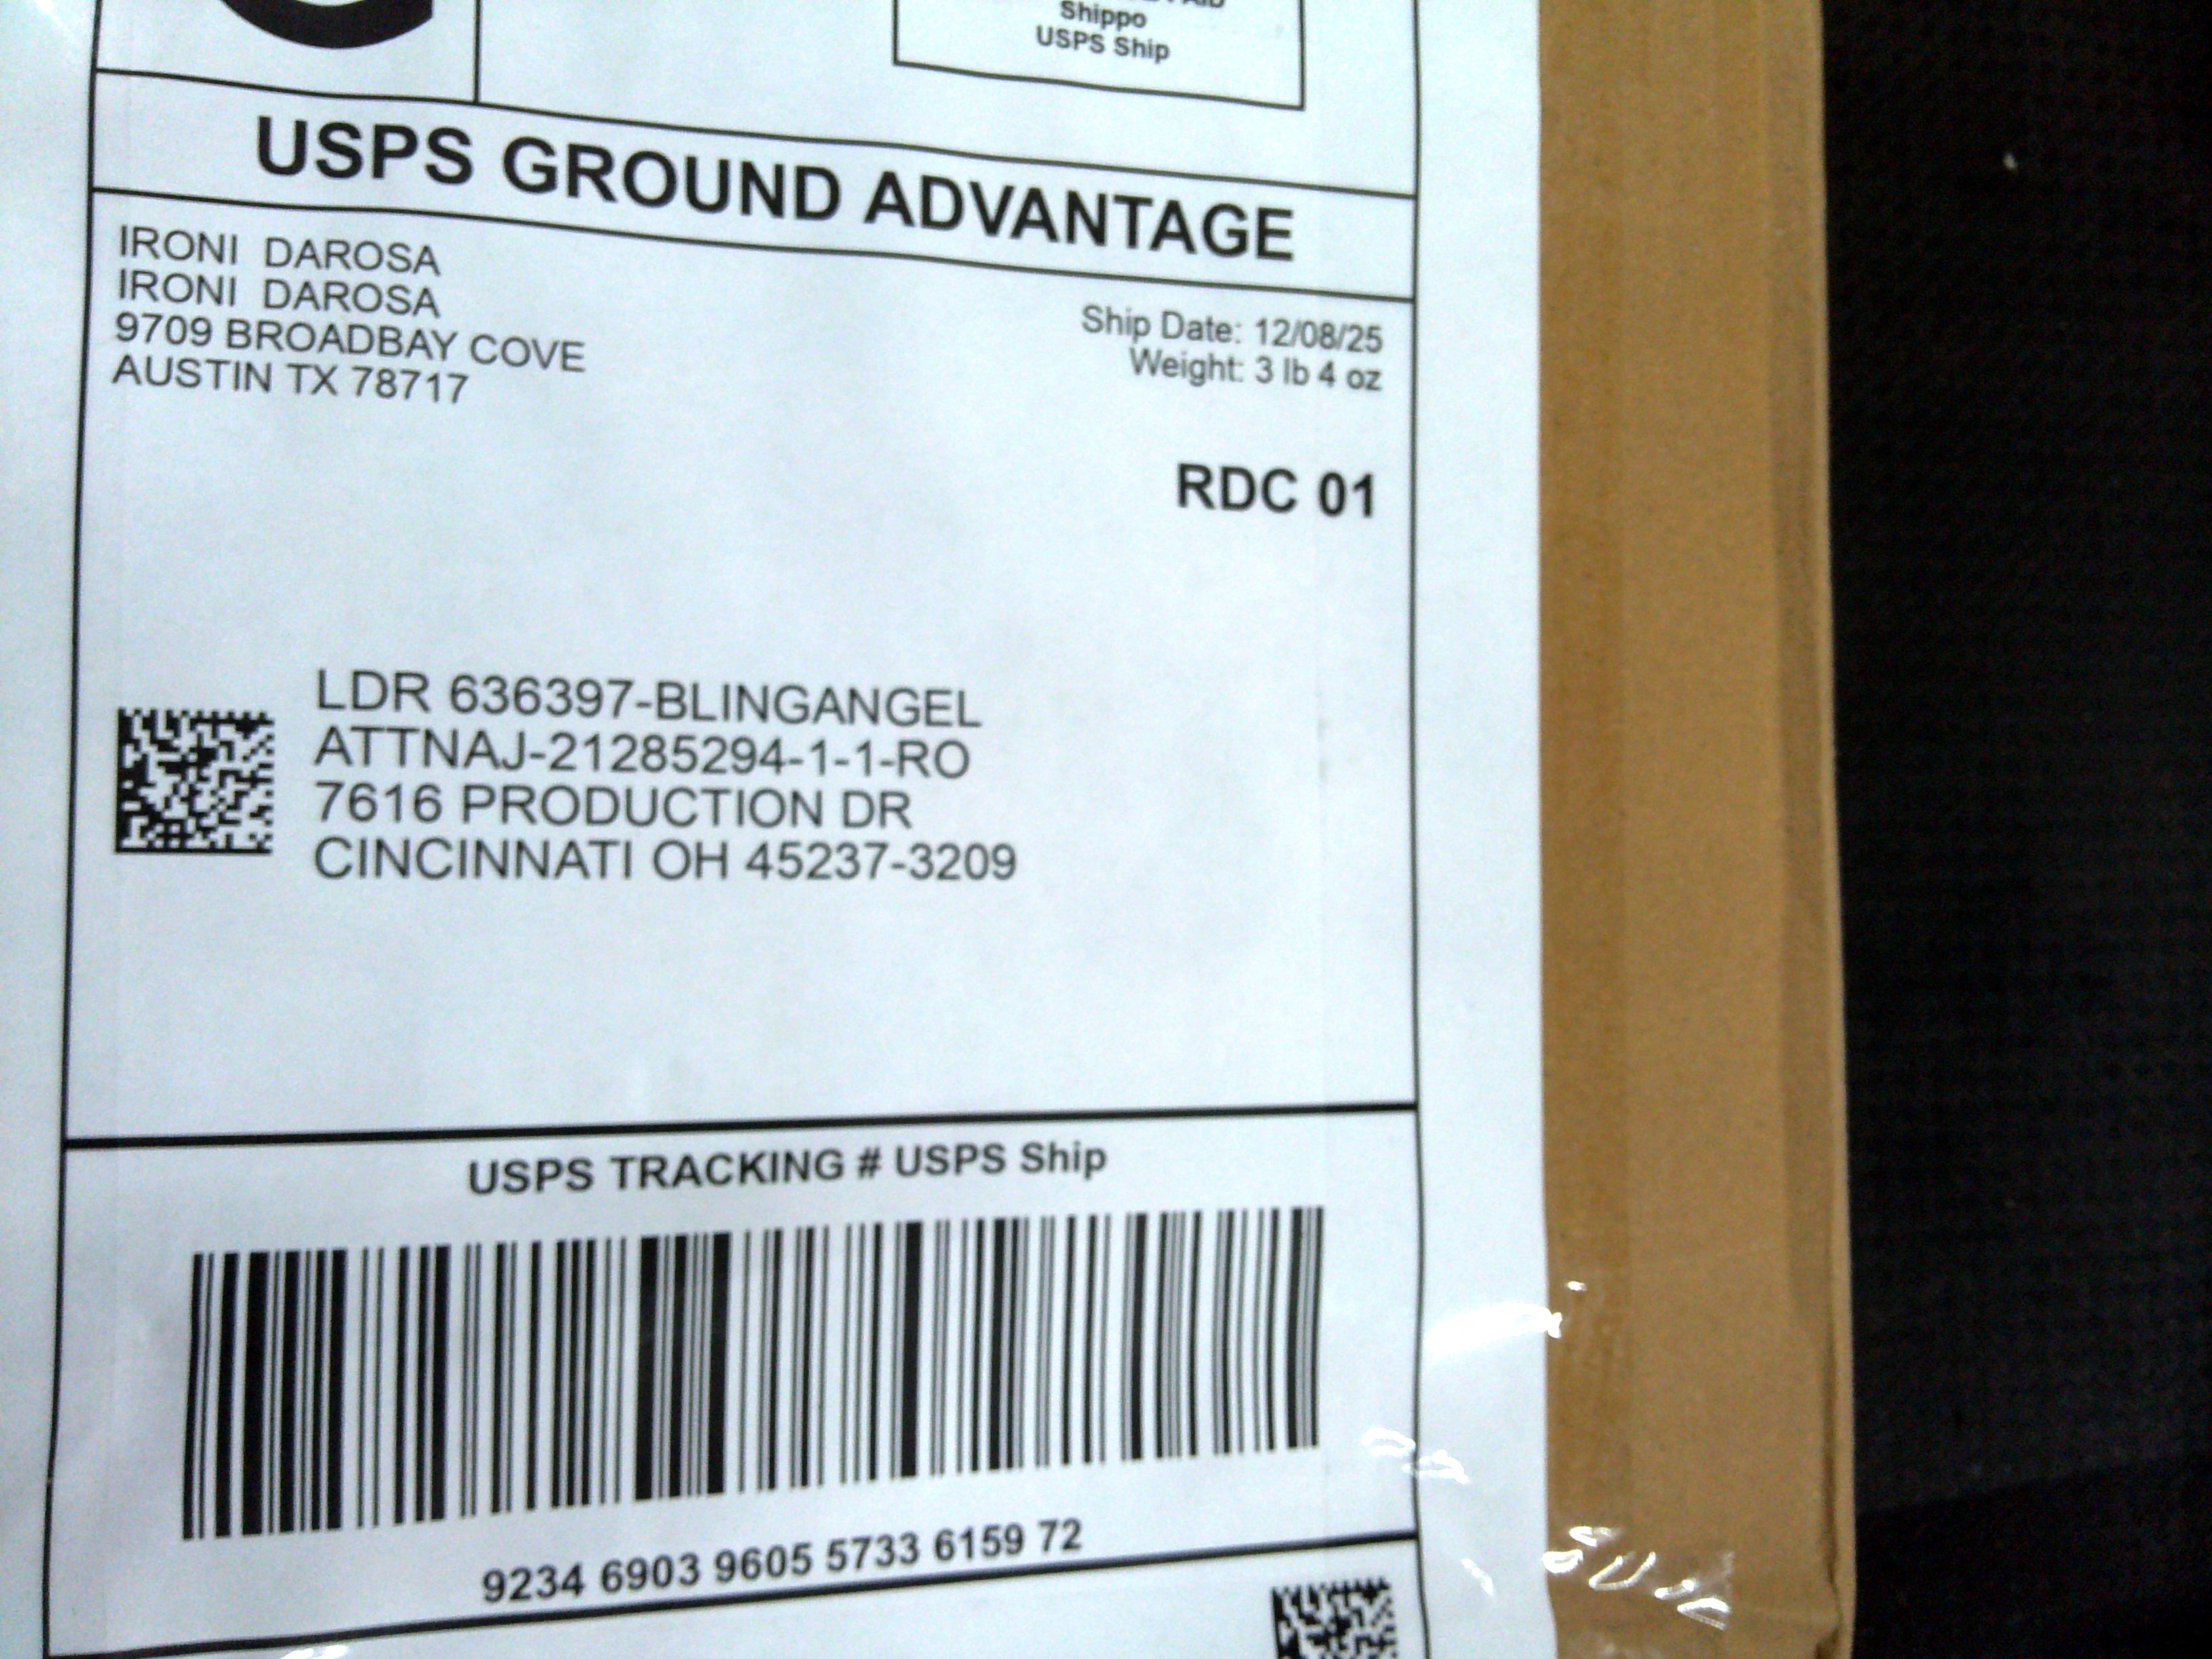 Shippo
USPS Ship
USPS GROUND ADVANTAGE
IRONI DAROSA
IRONI DAROSA
9709 BROADBAY COVE
AUSTIN TX 78717
Ship Date: 12/08/25
Weight: 3 lb 4 oz
RDC 01
LDR 636397-BLINGANGEL
ATTNAJ-21285294-1-1-RO
7616 PRODUCTION DR
CINCINNATI OH 45237-3209
USPS TRACKING # USPS Ship
9234 6903 9605 5733 6159 72